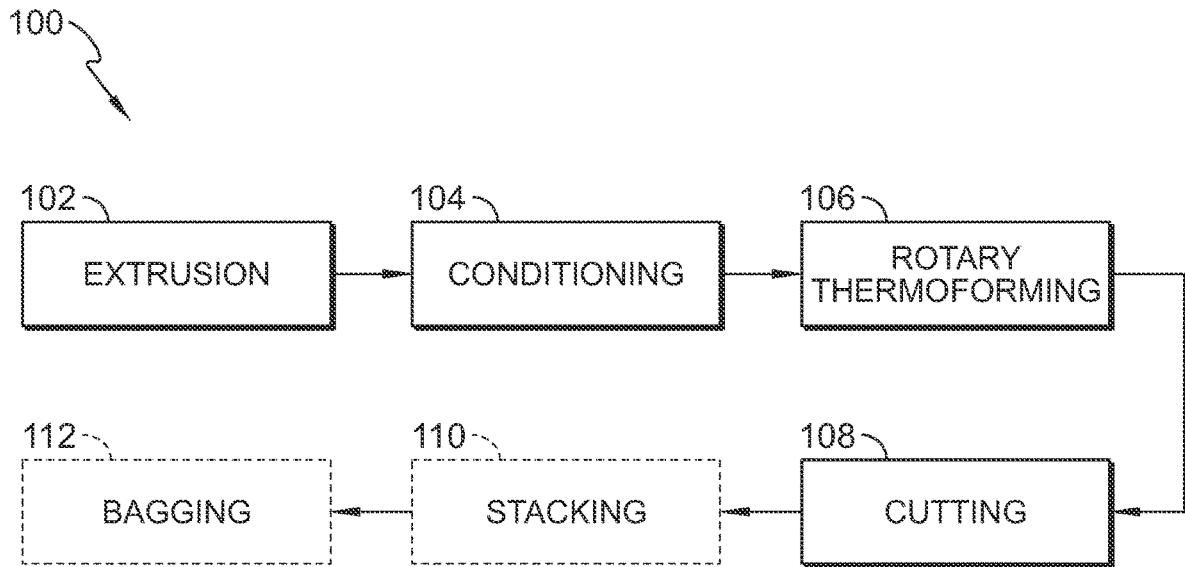 100
102
EXTRUSION
104
CONDITIONING
106
ROTARY
THERMOFORMING
112
BAGGING
110
STACKING
108
CUTTING